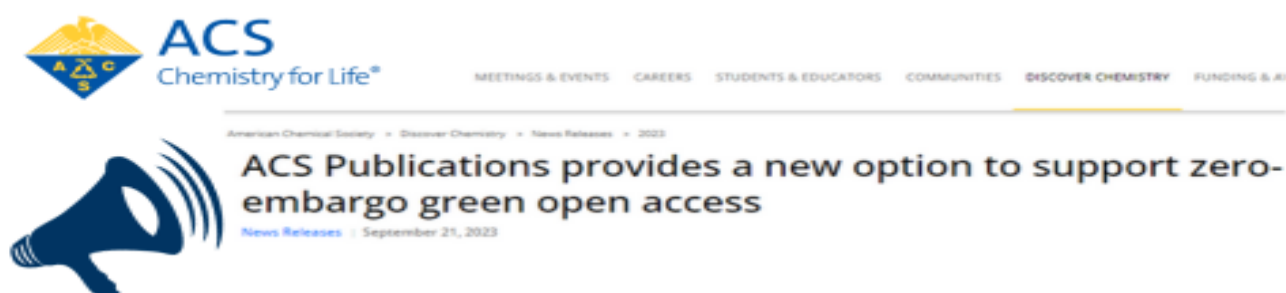 ACS
Chemistry for Life®
A C S
MEETINGS & EVENTS CAREERS STUDENTS & EDUCATORS COMMUNITIES DISCOVER CHEMISTRY FUNDING &
American Chemical Society » Discover Chemistry » News Releases » 2023
ACS Publications provides a new option to support zero-
embargo green open access
News Releases | September 21, 2023